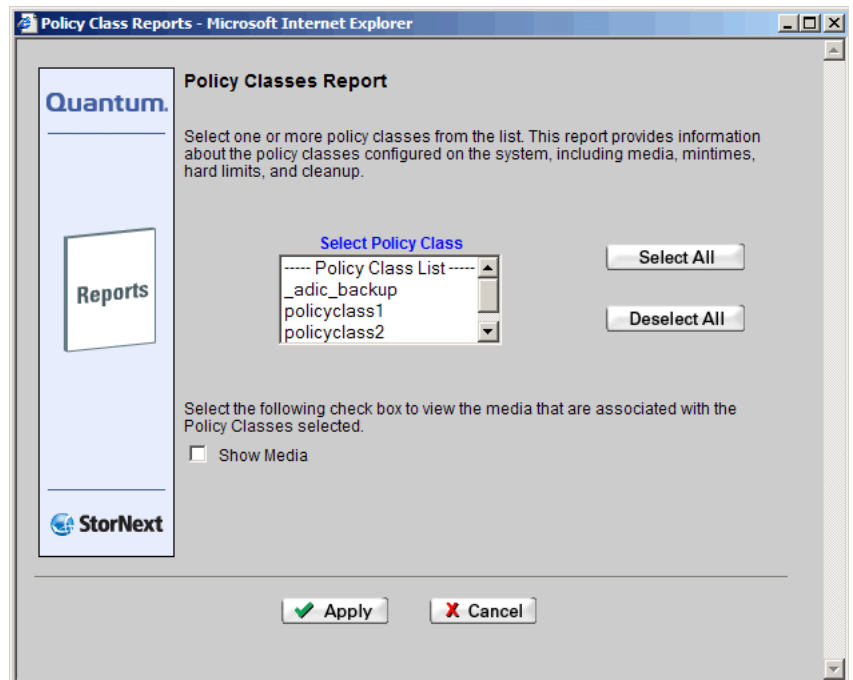 Policy Class Reports - Microsoft Internet Explorer
Quantum.
Policy Classes Report
Select one or more policy classes from the list. This report provides information
about the policy classes configured on the system, including media, mintimes,
hard limits, and cleanup.
Reports
Select Policy Class
----- Policy Class List -----
_adic_backup
policyclass1
policyclass2
Select All
Deselect All
Select the following check box to view the media that are associated with the
Policy Classes selected.
Show Media
StorNext
Apply
Cancel